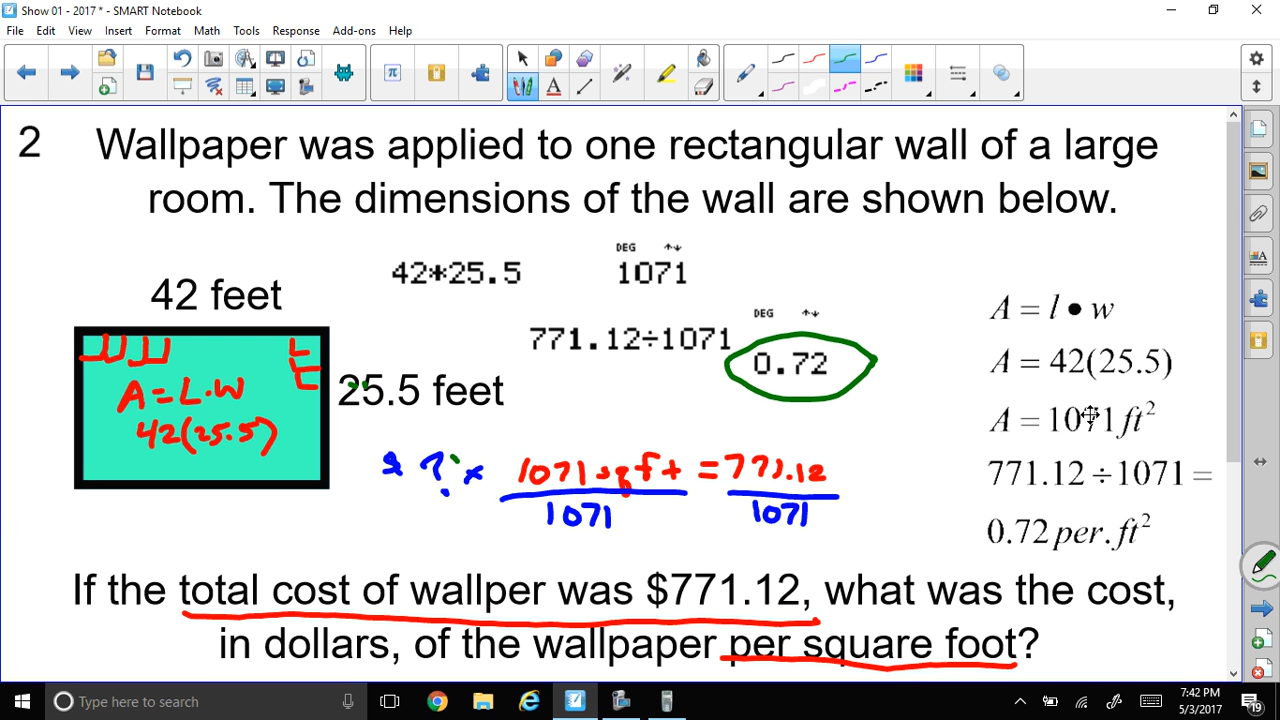 Show 01 - 2017 * - SMART Notebook
File Edit View Insert Format Math Tools Response Add-ons Help
2 Wallpaper was applied to one rectangular wall of a large
room. The dimensions of the wall are shown below.
42 feet
42*25.5
DEG
1071
771.12÷1071
DEG
0.72
A = L·W
42(25.5)
25.5 feet
A = l • w
A = 42(25.5)
A = 1071 ft²
771.12 ÷ 1071 =
0.72 per. ft²
$ ? x 1071 sq ft = 771.12
1071 1071
If the total cost of wallper was $771.12, what was the cost,
in dollars, of the wallpaper per square foot?
Type here to search
7:42 PM
5/3/2017
19